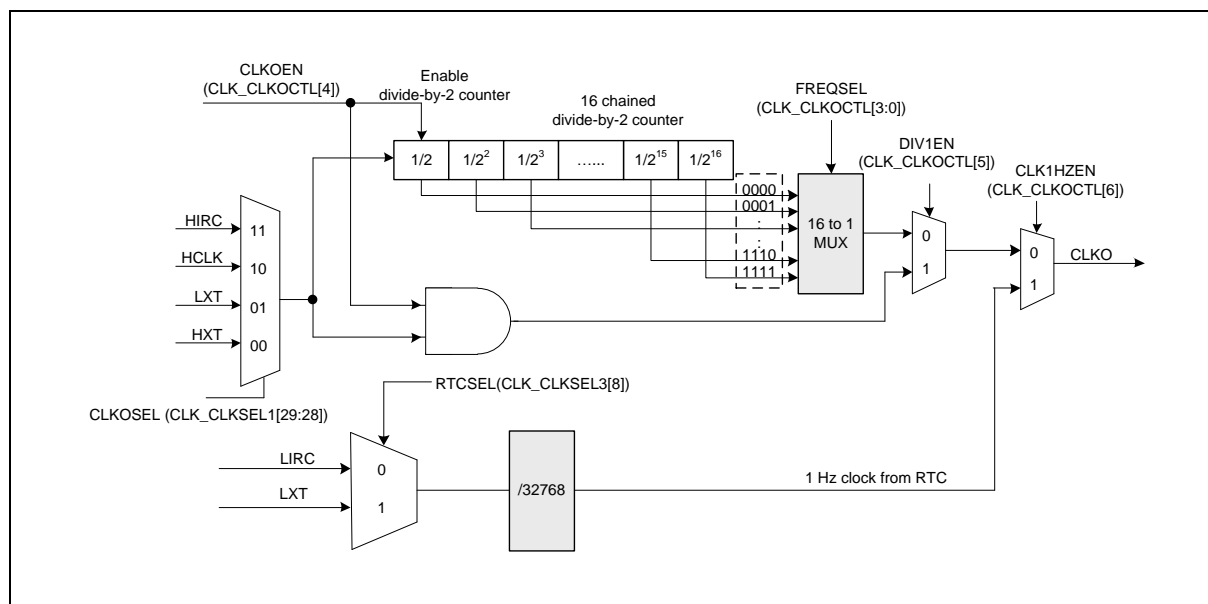 CLKOEN
(CLK_CLKOCTL[4])
Enable
divide-by-2 counter
16 chained
divide-by-2 counter
FREQSEL
(CLK_CLKOCTL[3:0])
DIV1EN
(CLK_CLKOCTL[5])
CLK1HZEN
(CLK_CLKOCTL[6])
1/2 1/2² 1/2³ …... 1/2¹⁵ 1/2¹⁶
0000
0001
:
:
1110
1111
16 to 1
MUX
0
1
0
1
CLKO
HIRC 11
HCLK 10
LXT 01
HXT 00
CLKOSEL (CLK_CLKSEL1[29:28])
RTCSEL(CLK_CLKSEL3[8])
LIRC 0
LXT 1
/32768
1 Hz clock from RTC